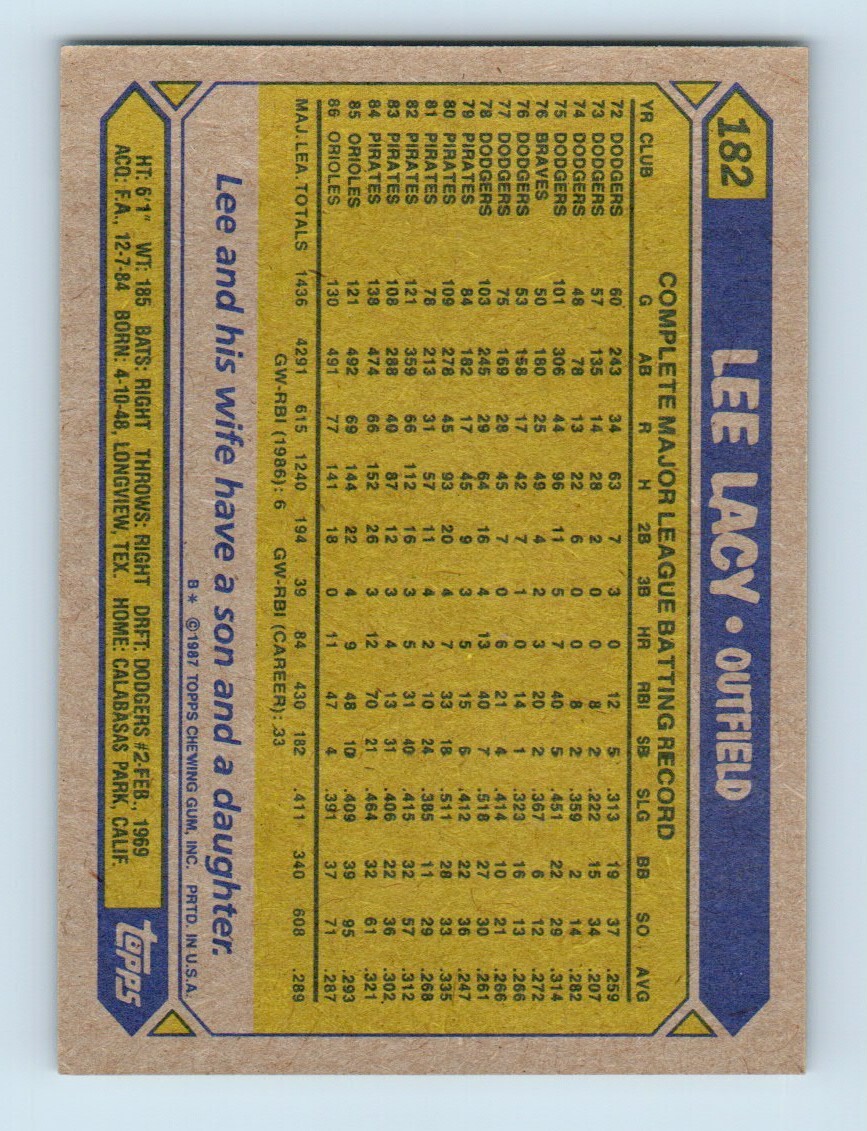 182
LEE LACY • OUTFIELD
COMPLETE MAJOR LEAGUE BATTING RECORD
YR CLUB G AB R H 2B 3B HR RBI SB SLG BB SO AVG
72 DODGERS 60 243 34 63 7 3 0 12 5 .313 19 37 .259
73 DODGERS 57 135 14 28 2 0 0 8 2 .222 15 34 .207
74 DODGERS 48 78 13 22 6 0 0 8 2 .359 2 14 .282
75 DODGERS 101 306 44 96 11 5 7 40 5 .451 22 29 .314
76 BRAVES 50 180 25 49 4 2 3 20 2 .367 6 12 .272
76 DODGERS 53 158 17 42 7 1 0 14 1 .323 16 13 .266
77 DODGERS 75 169 28 45 7 0 6 21 4 .414 10 21 .266
78 DODGERS 103 245 29 64 16 4 13 40 7 .518 27 30 .261
79 PIRATES 84 182 17 45 9 3 5 15 6 .412 22 36 .247
80 PIRATES 109 278 45 93 20 4 7 33 18 .511 28 33 .335
81 PIRATES 78 213 31 57 11 4 2 10 24 .385 11 29 .268
82 PIRATES 121 359 66 112 16 3 5 31 40 .415 32 57 .312
83 PIRATES 108 288 40 87 12 3 4 13 31 .406 22 36 .302
84 PIRATES 138 474 66 152 26 3 12 70 21 .464 32 61 .321
85 ORIOLES 121 492 69 144 22 4 9 48 10 .409 39 95 .293
86 ORIOLES 130 491 77 141 18 0 11 47 4 .391 37 71 .287
MAJ. LEA. TOTALS 1436 4291 615 1240 194 39 84 430 182 .411 340 608 .289
GW-RBI (1986): 6 GW-RBI (CAREER): 33
Lee and his wife have a son and a daughter.
B* ©1987 TOPPS CHEWING GUM, INC. PRTD. IN U.S.A.
HT: 6'1" WT: 185 BATS: RIGHT THROWS: RIGHT DRFT: DODGERS #2-FEB., 1969
ACQ: F.A., 12-7-84 BORN: 4-10-48, LONGVIEW, TEX. HOME: CALABASAS PARK, CALIF.
topps